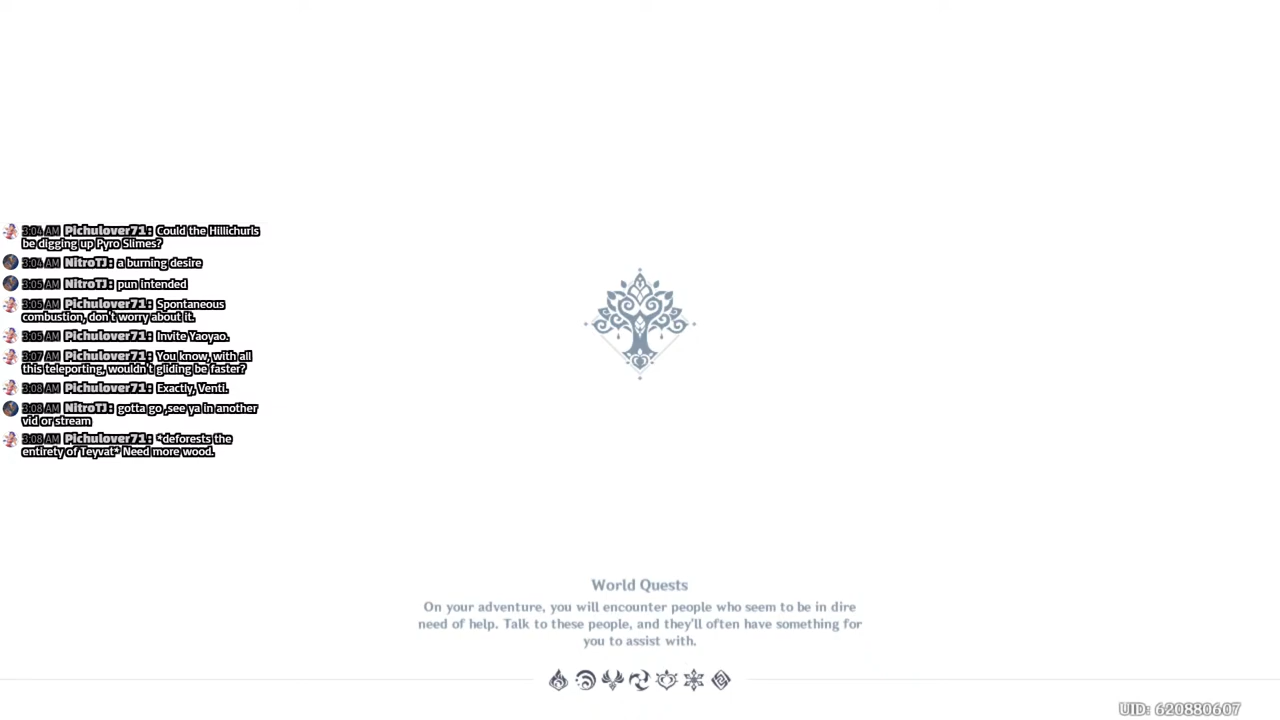 3:04 AM Pichulover71: Could the Hillichurls
be digging up Pyro Slimes?
3:04 AM NitroTJ: a burning desire
3:05 AM NitroTJ: pun intended
3:05 AM Pichulover71: Spontaneous
combustion, don't worry about it.
3:05 AM Pichulover71: Invite Yaoyao.
3:07 AM Pichulover71: You know, with all
this teleporting, wouldn't gliding be faster?
3:08 AM Pichulover71: Exactly, Venti.
3:08 AM NitroTJ: gotta go ,see ya in another
vid or stream
3:08 AM Pichulover71: *deforests the
entirety of Teyvat* Need more wood.
World Quests
On your adventure, you will encounter people who seem to be in dire
need of help. Talk to these people, and they'll often have something for
you to assist with.
UID: 620880607